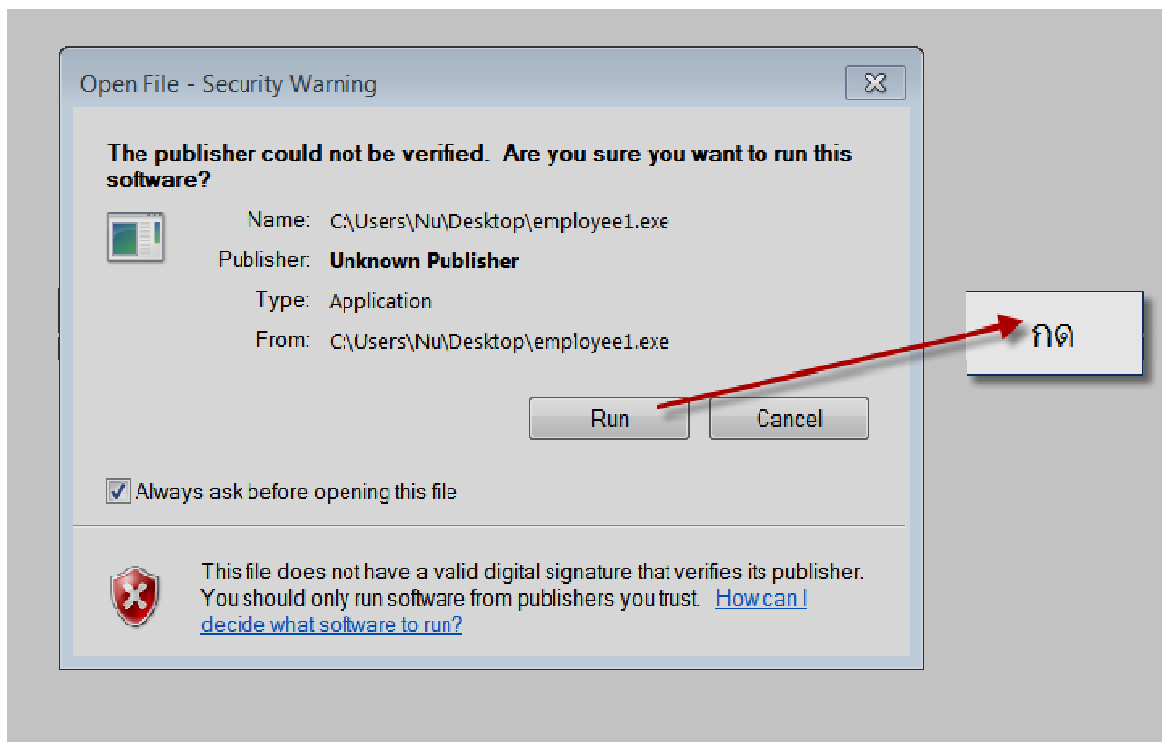 Open File - Security Warning
The publisher could not be verified. Are you sure you want to run this
software?
Name: C:\Users\Nu\Desktop\employee1.exe
Publisher: Unknown Publisher
Type: Application
From: C:\Users\Nu\Desktop\employee1.exe
กด
Run Cancel
Always ask before opening this file
This file does not have a valid digital signature that verifies its publisher.
You should only run software from publishers you trust. How can I
decide what software to run?